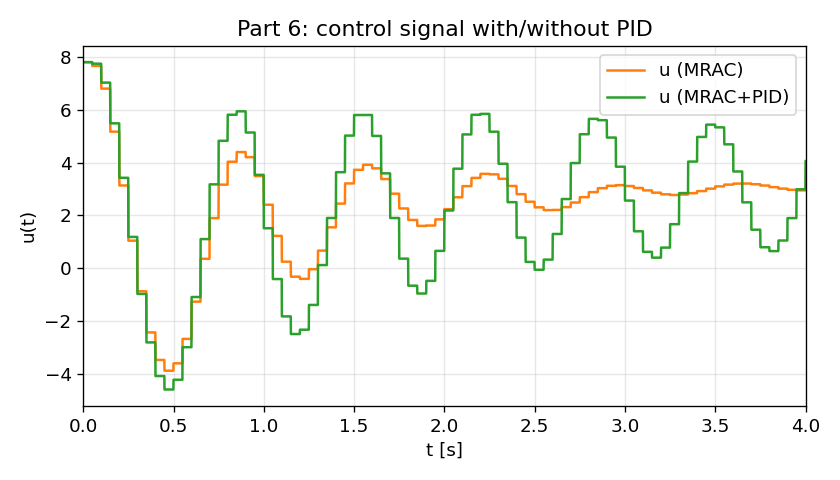 Part 6: control signal with/without PID
u (MRAC)
u (MRAC+PID)
8
6
4
2
0
−2
−4
u(t)
0.0 0.5 1.0 1.5 2.0 2.5 3.0 3.5 4.0
t [s]